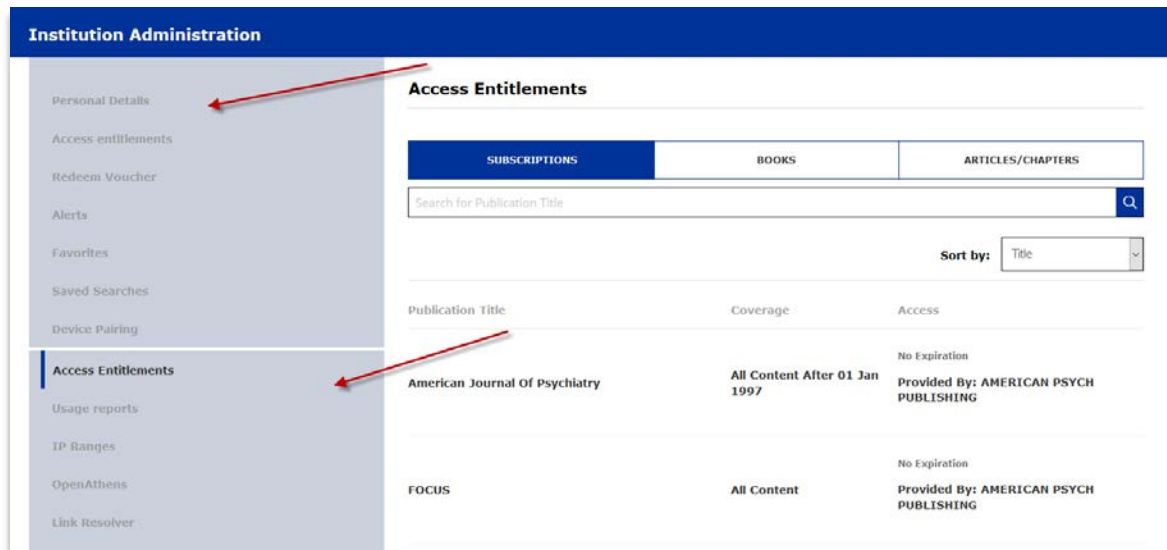 Institution Administration
Personal Details
Access entitlements
Redeem Voucher
Alerts
Favorites
Saved Searches
Device Pairing
Access Entitlements
Usage reports
IP Ranges
OpenAthens
Link Resolver
Access Entitlements
SUBSCRIPTIONS BOOKS ARTICLES/CHAPTERS
Search for Publication Title
Sort by: Title
Publication Title Coverage Access
No Expiration
American Journal Of Psychiatry All Content After 01 Jan 1997 Provided By: AMERICAN PSYCH PUBLISHING
No Expiration
FOCUS All Content Provided By: AMERICAN PSYCH PUBLISHING